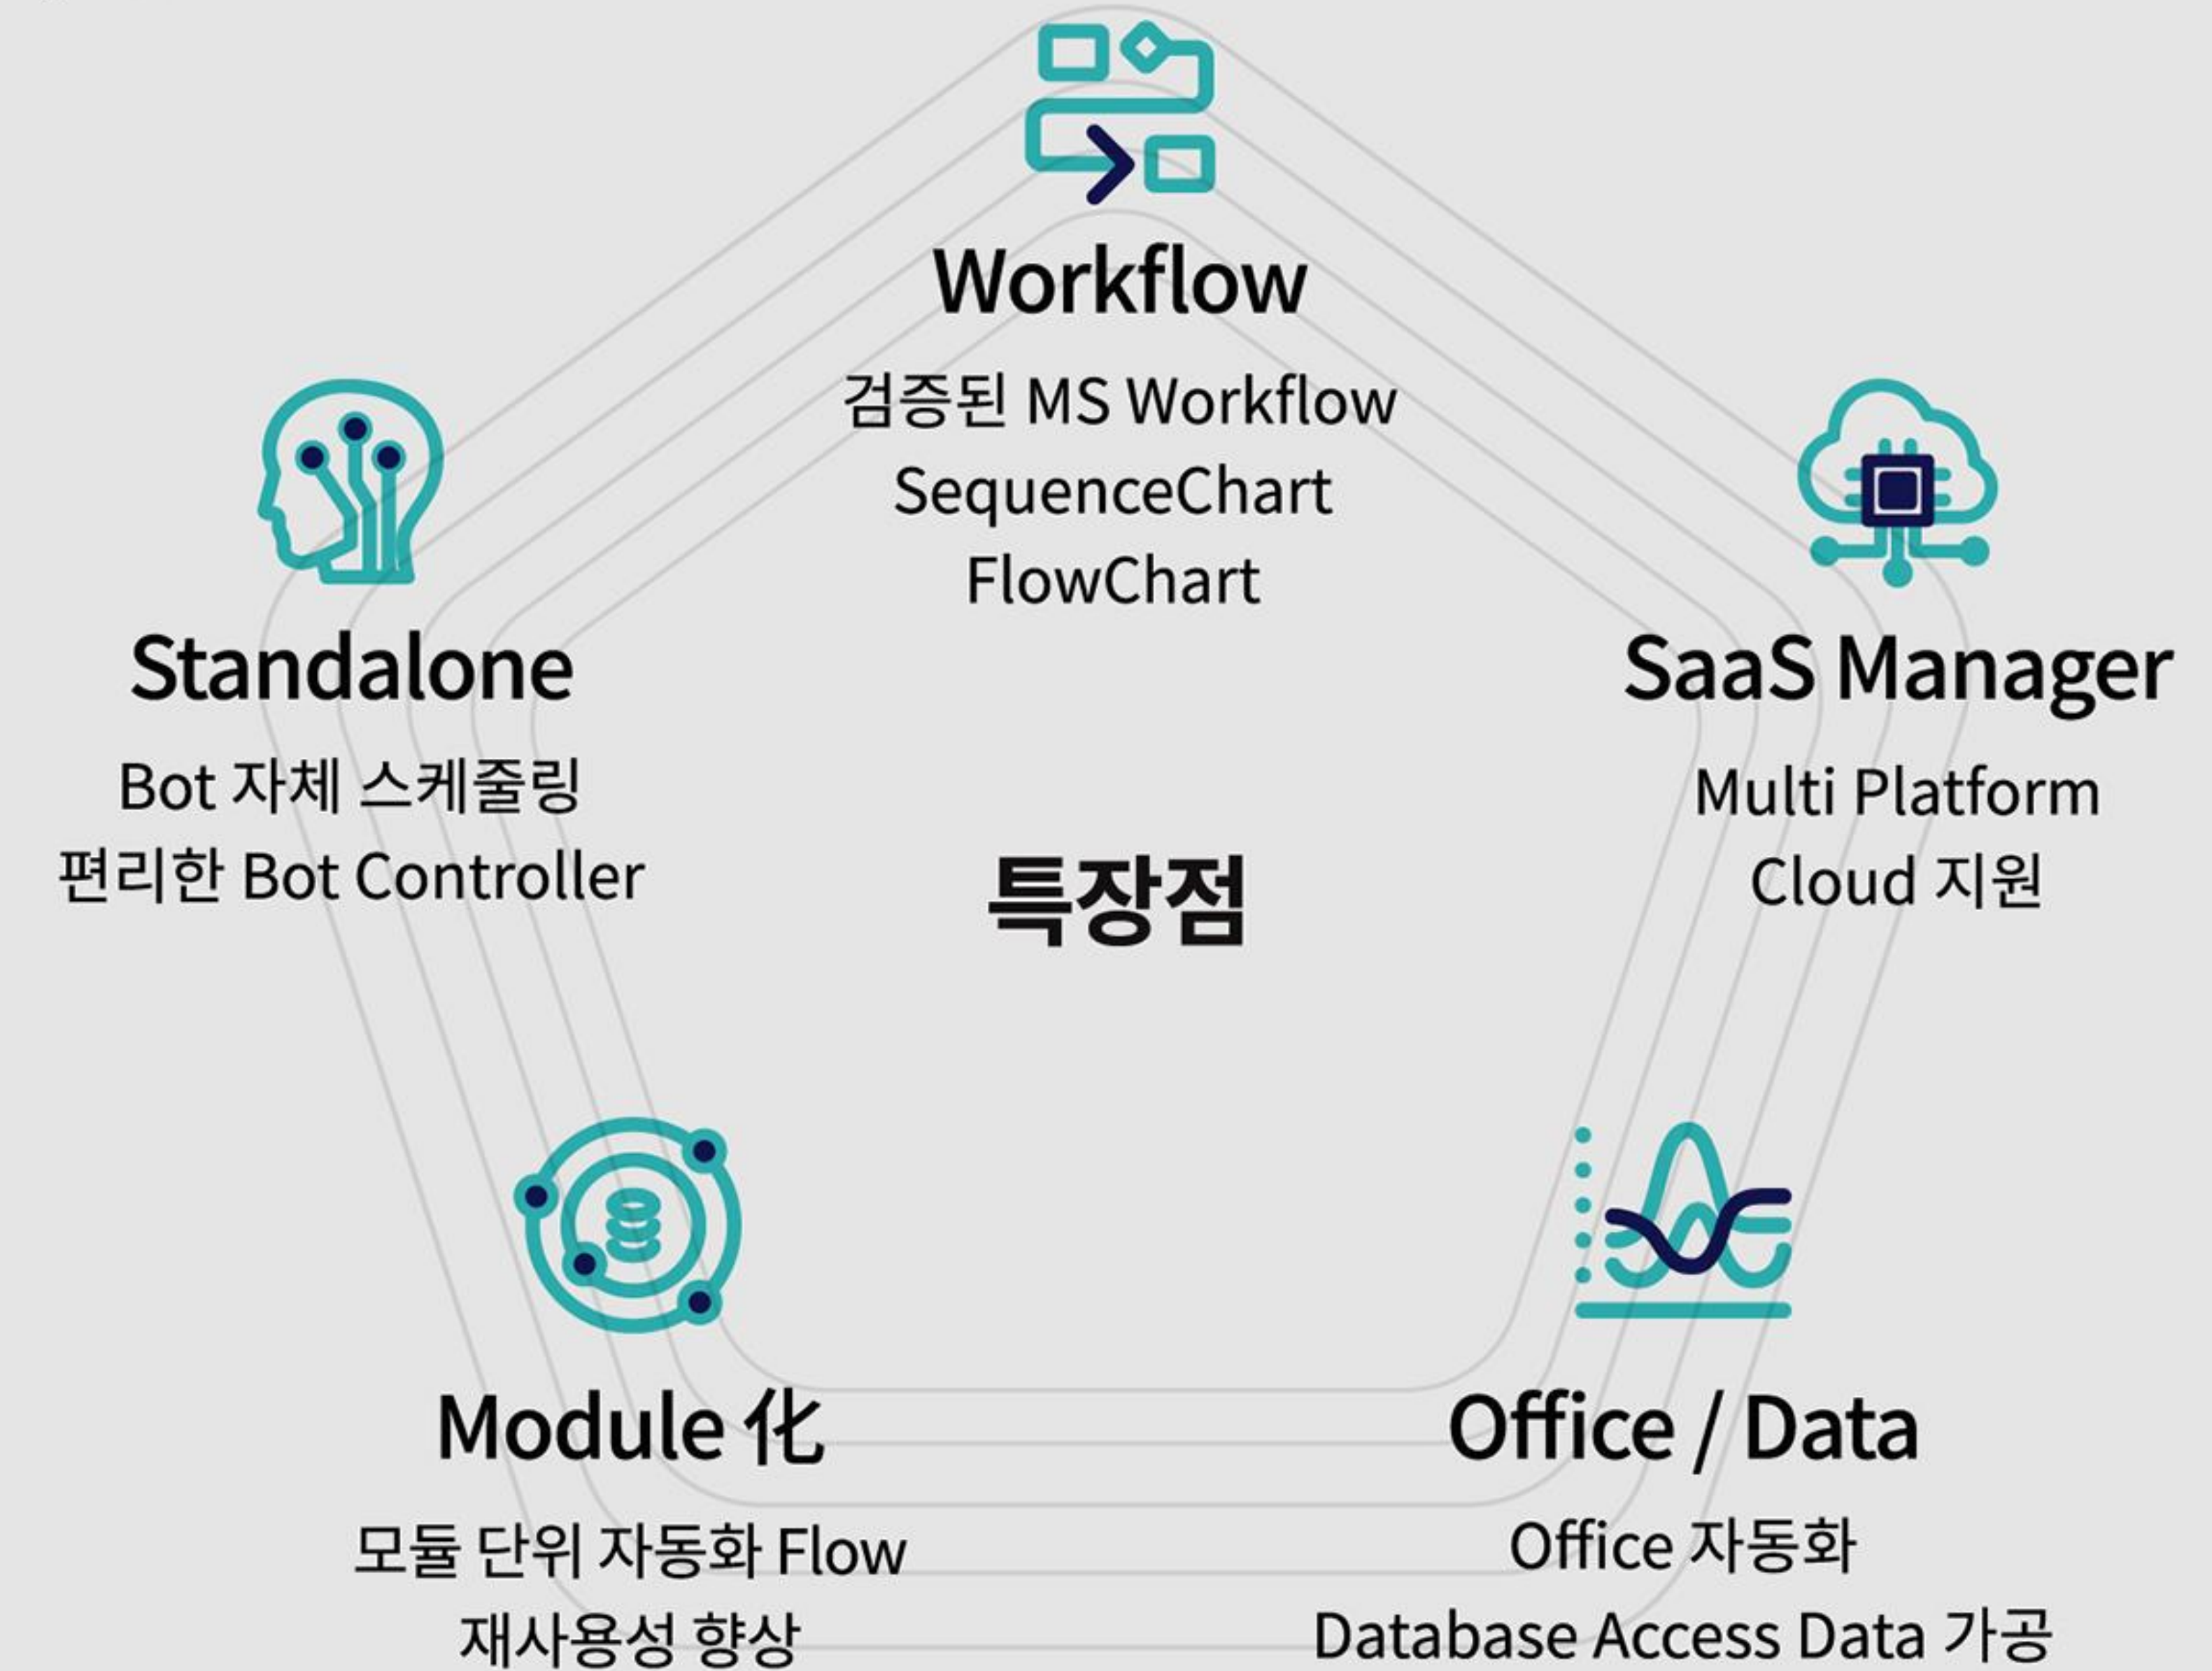 Workflow
검증된 MS Workflow
SequenceChart
FlowChart
Standalone
Bot 자체 스케줄링
편리한 Bot Controller
SaaS Manager
Multi Platform
Cloud 지원
특장점
Module 化
모듈 단위 자동화 Flow
재사용성 향상
Office / Data
Office 자동화
Database Access Data 가공